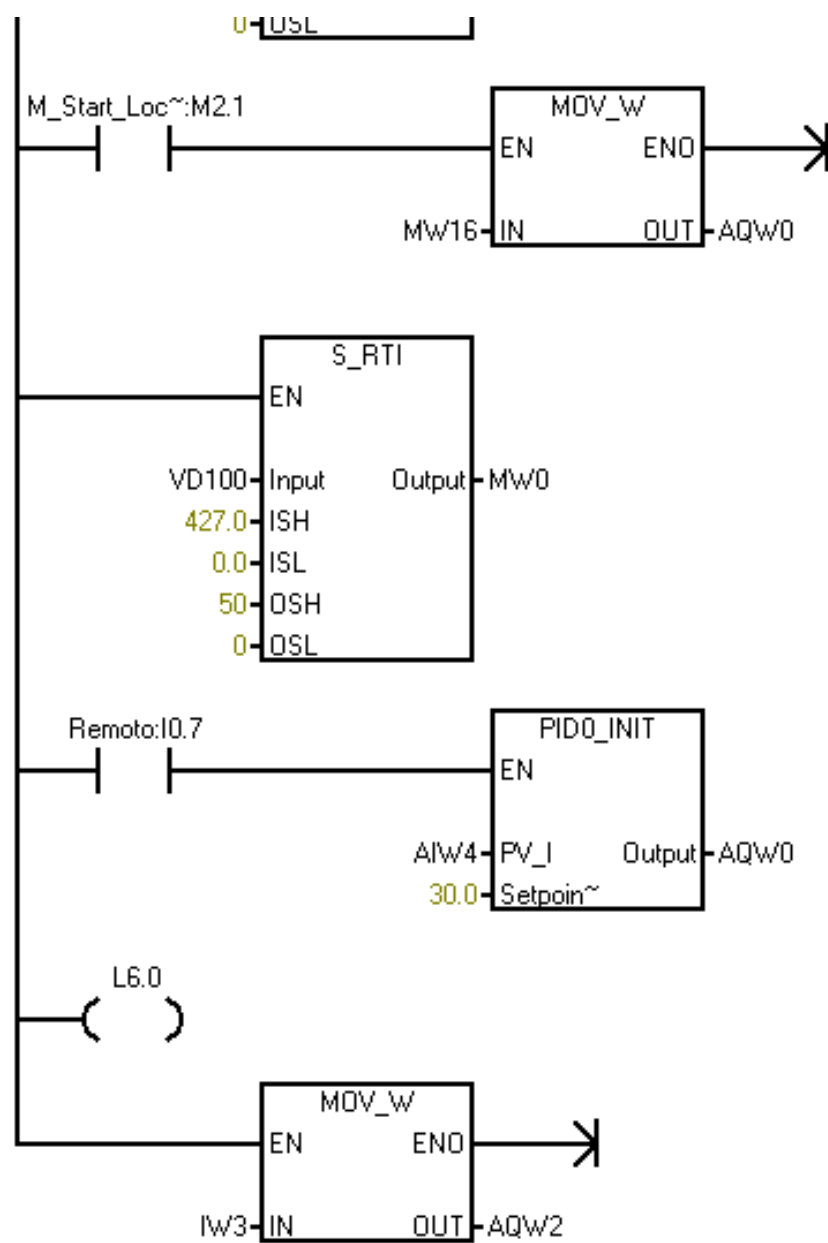 0 OSL
M_Start_Loc~:M2.1
MOV_W
EN ENO
MW16 IN OUT AQW0
S_RTI
EN
VD100 Input Output MW0
427.0 ISH
0.0 ISL
50 OSH
0 OSL
Remoto:I0.7
PID0_INIT
EN
AIW4 PV_I Output AQW0
30.0 Setpoin~
L6.0
MOV_W
EN ENO
IW3 IN OUT AQW2